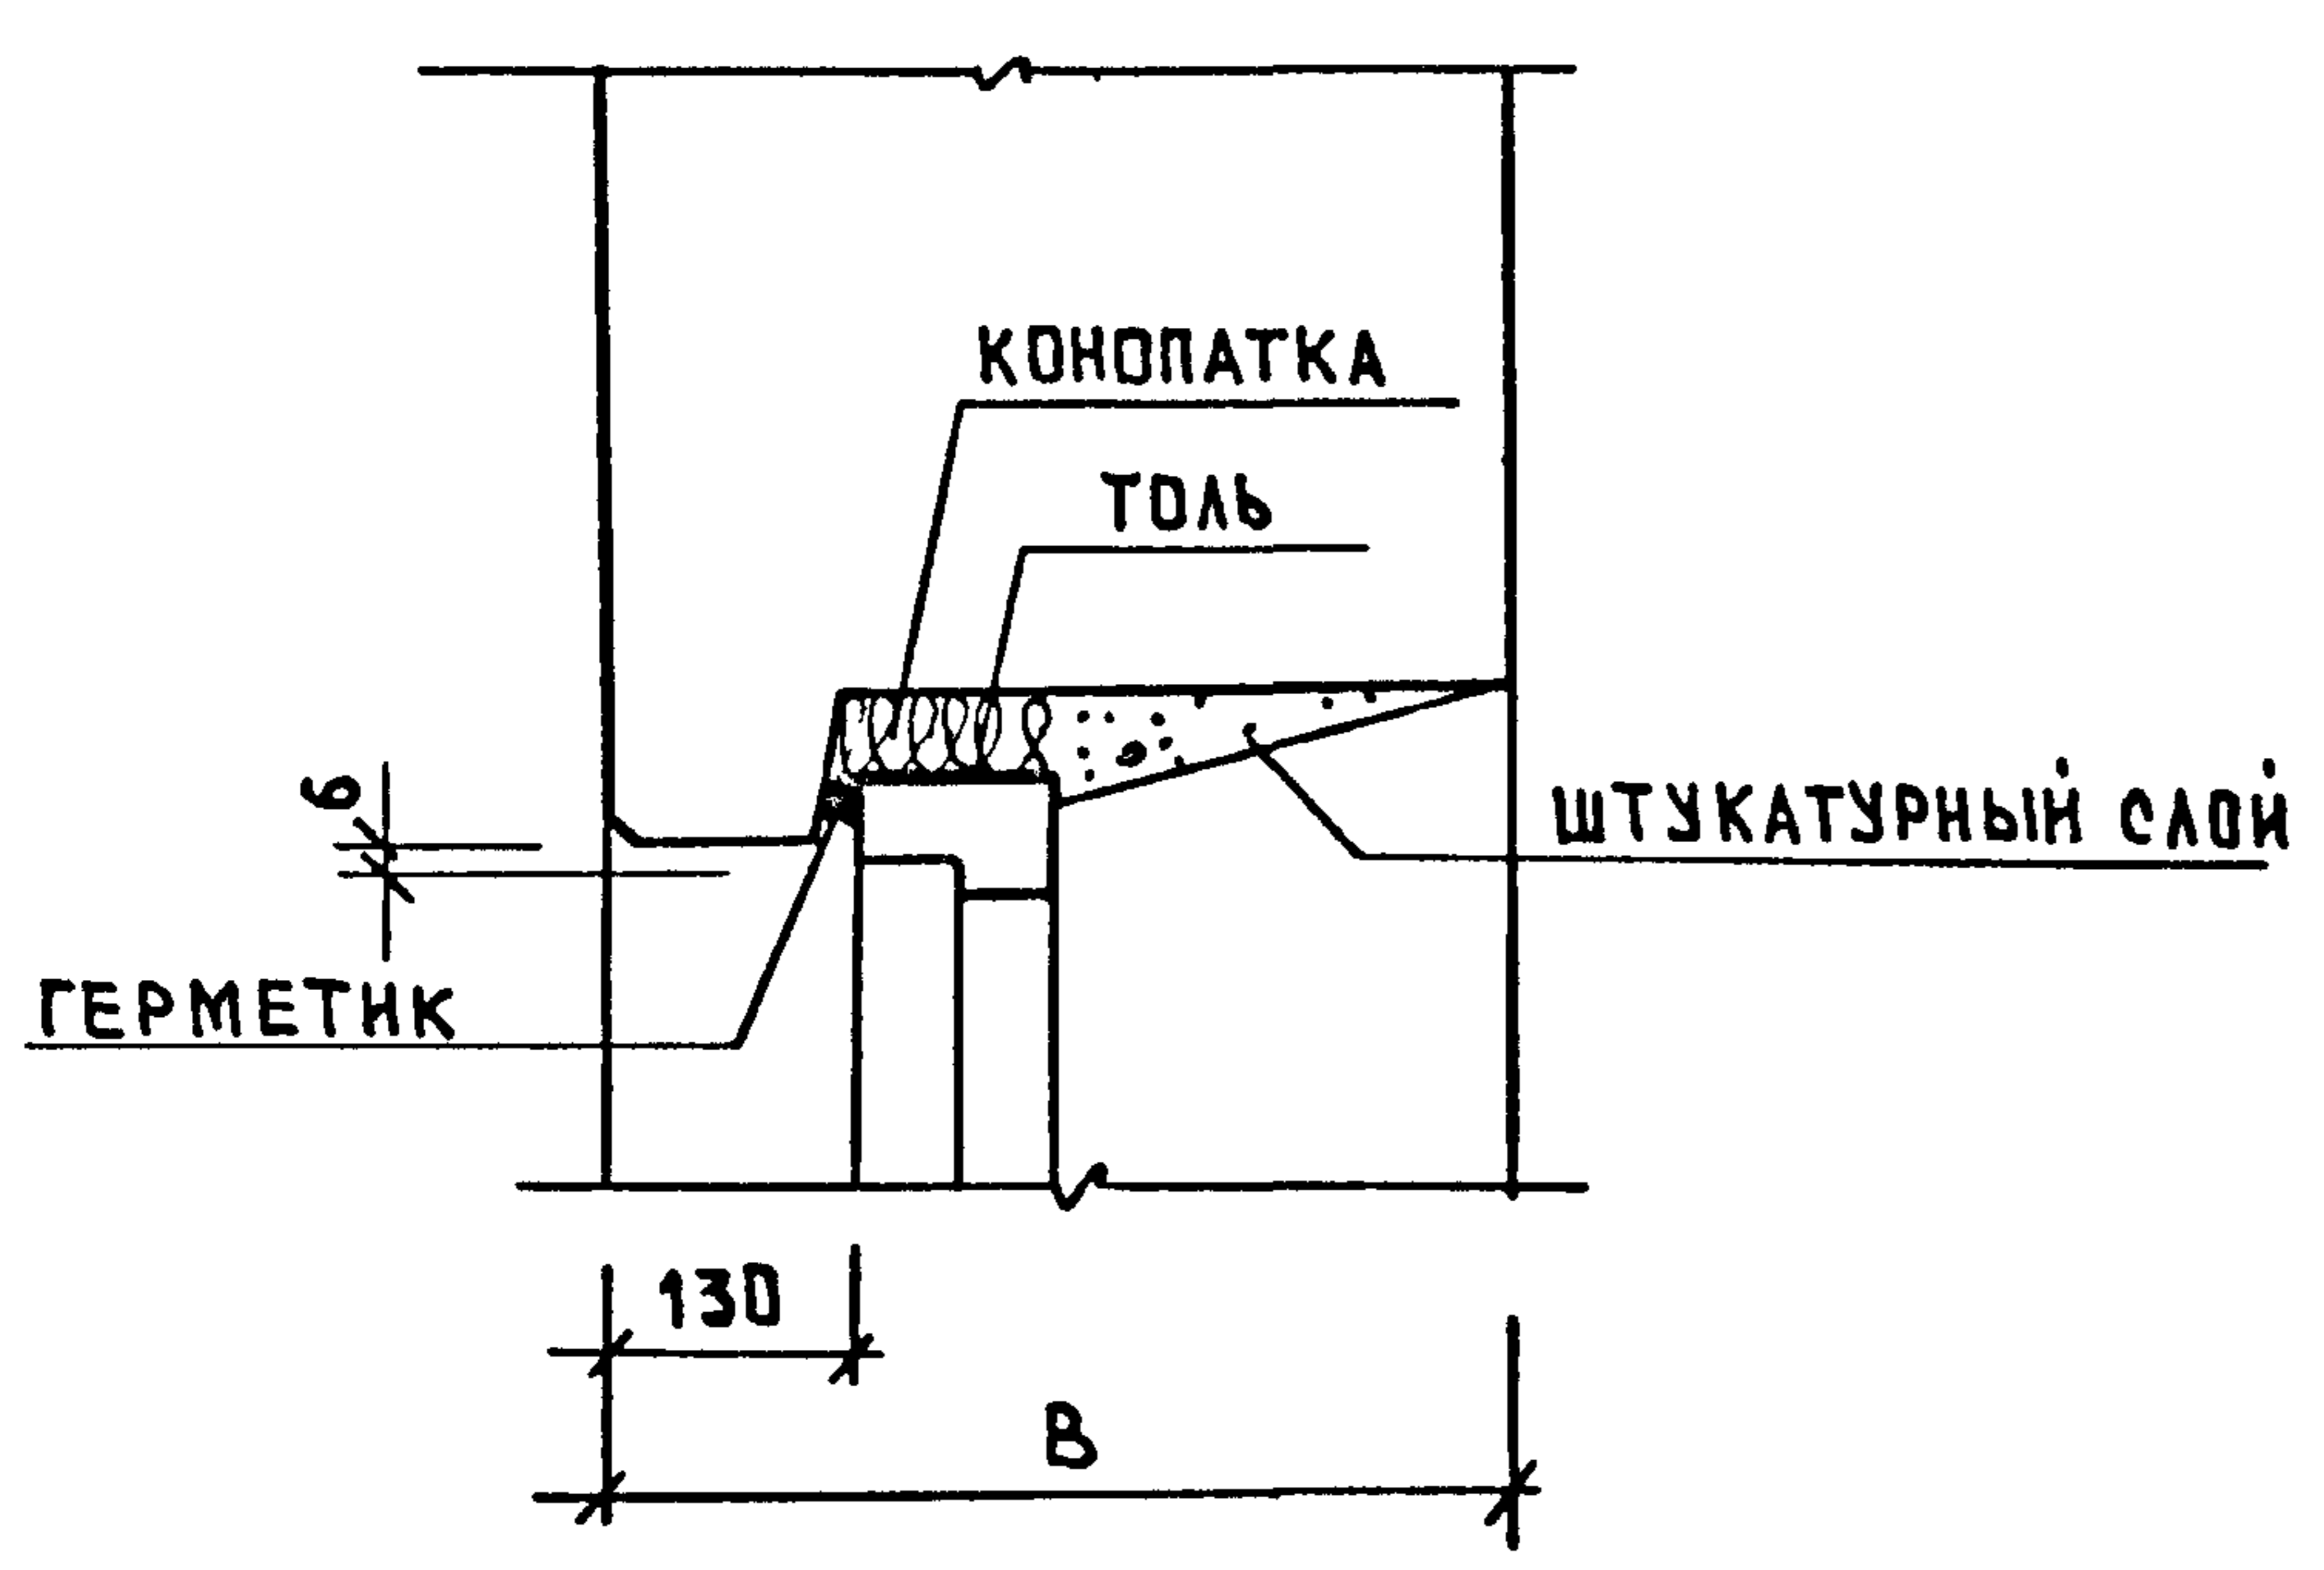 КОНОПАТКА
ТОЛЬ
6
ШТУКАТУРНЫЙ СЛОЙ
ГЕРМЕТИК
130
В